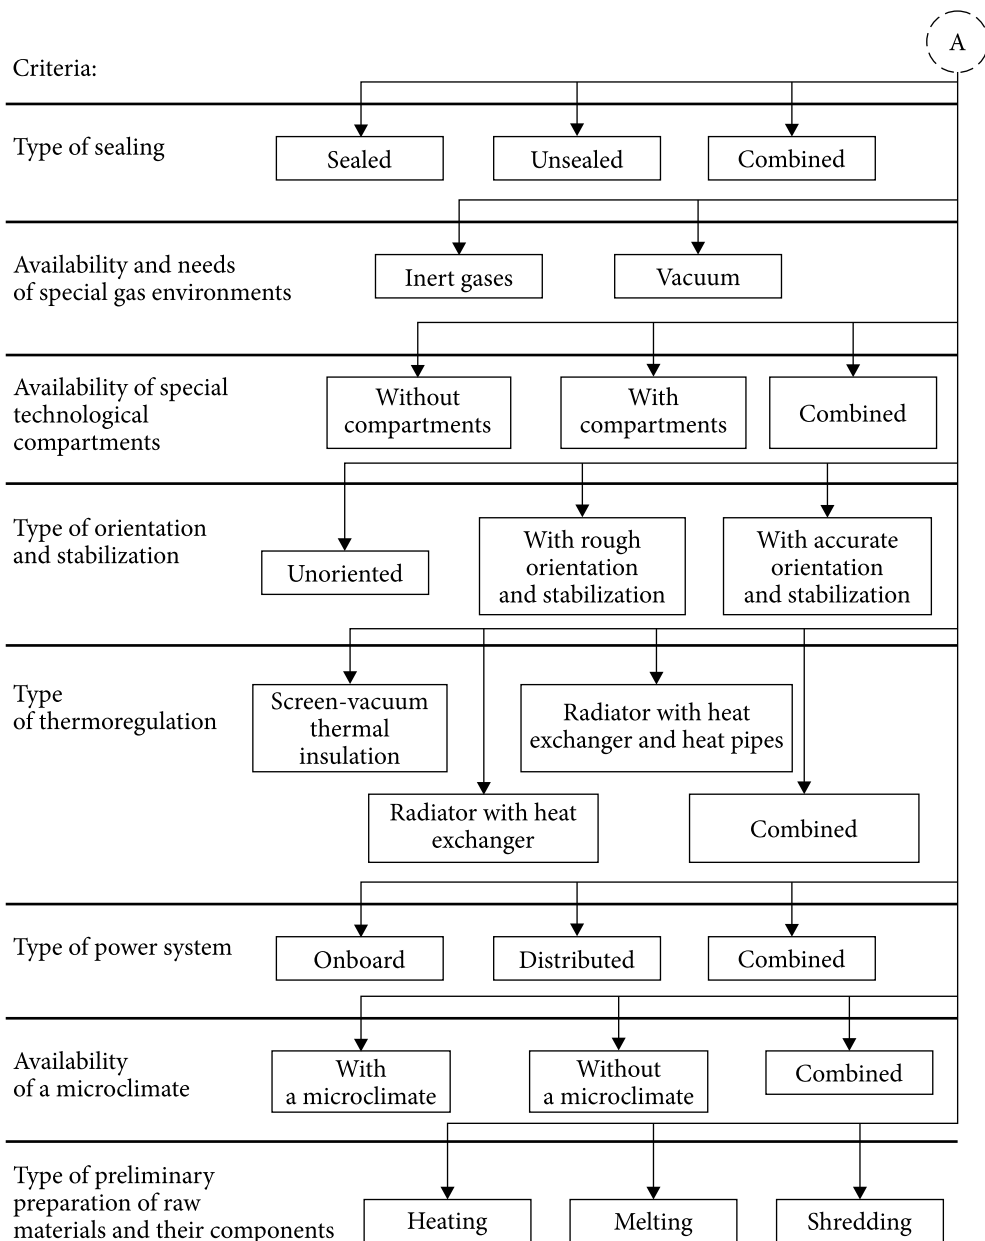 A
Criteria:
Type of sealing
Sealed
Unsealed
Combined
Availability and needs
of special gas environments
Inert gases
Vacuum
Availability of special
technological
compartments
Without
compartments
With
compartments
Combined
Type of orientation
and stabilization
Unoriented
With rough
orientation
and stabilization
With accurate
orientation
and stabilization
Type
of thermoregulation
Screen-vacuum
thermal
insulation
Radiator with heat
exchanger and heat pipes
Radiator with heat
exchanger
Combined
Type of power system
Onboard
Distributed
Combined
Availability
of a microclimate
With
a microclimate
Without
a microclimate
Combined
Type of preliminary
preparation of raw
materials and their components
Heating
Melting
Shredding